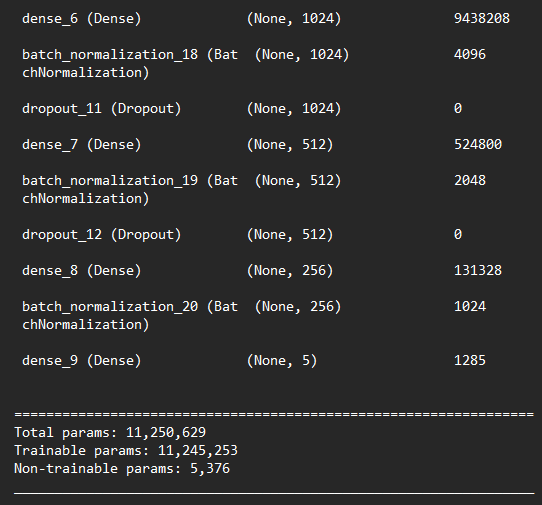 dense_6 (Dense) (None, 1024) 9438208
batch_normalization_18 (Bat (None, 1024) 4096
chNormalization)
dropout_11 (Dropout) (None, 1024) 0
dense_7 (Dense) (None, 512) 524800
batch_normalization_19 (Bat (None, 512) 2048
chNormalization)
dropout_12 (Dropout) (None, 512) 0
dense_8 (Dense) (None, 256) 131328
batch_normalization_20 (Bat (None, 256) 1024
chNormalization)
dense_9 (Dense) (None, 5) 1285
=================================================================
Total params: 11,250,629
Trainable params: 11,245,253
Non-trainable params: 5,376
_________________________________________________________________